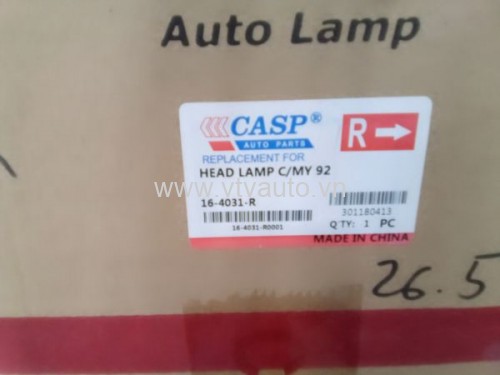 Auto Lamp
CASP®
AUTO PARTS
R
REPLACEMENT FOR
HEAD LAMP C/MY 92
www.vtvauto.vn
16-4031-R
301180413
16-4031-R0001
Q'TY: 1 PC
MADE IN CHINA
26.5